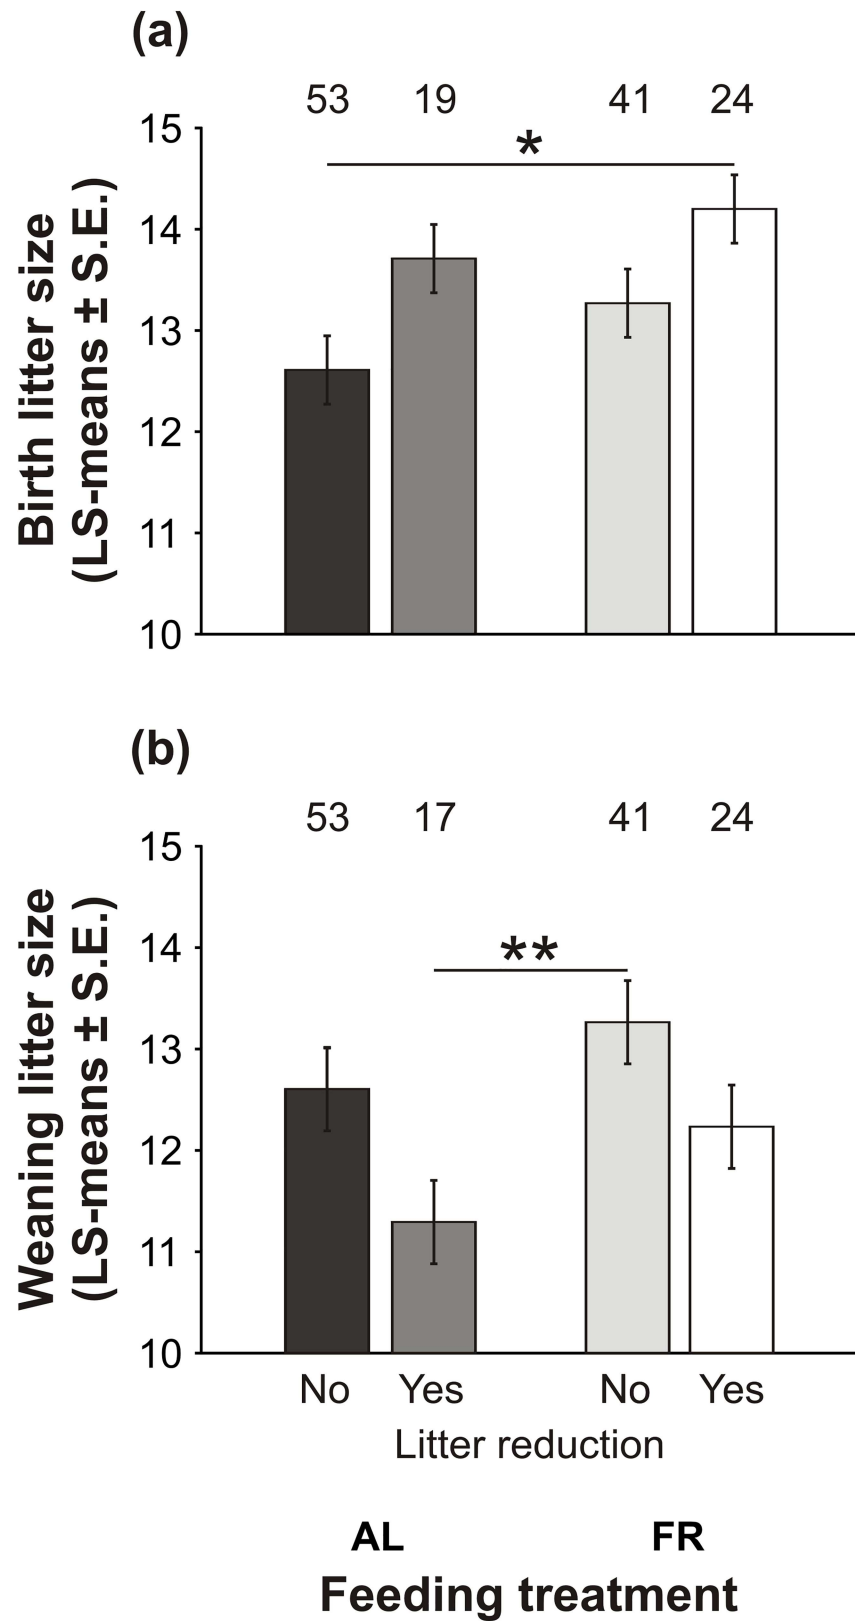 (a)
53 19 41 24
*
15
14
13
12
11
10
Birth litter size
(LS-means ± S.E.)
(b)
53 17 41 24
**
15
14
13
12
11
10
Weaning litter size
(LS-means ± S.E.)
No Yes No Yes
Litter reduction
AL FR
Feeding treatment